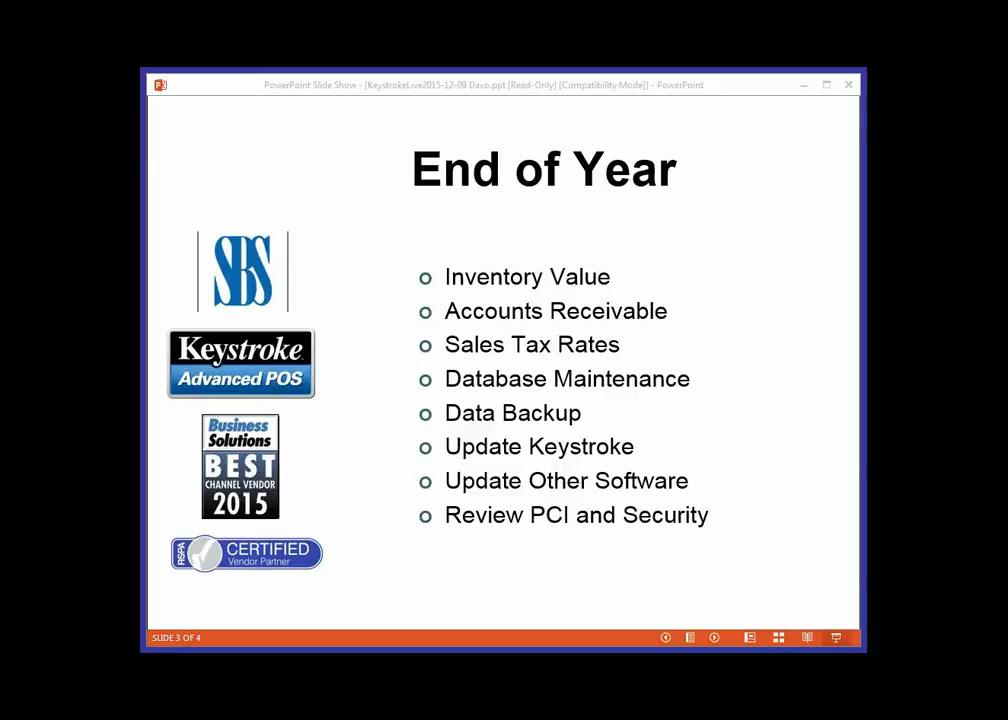 PowerPoint Slide Show - [KeystrokeLive2015-12-09 Davo.ppt [Read-Only] [Compatibility Mode]] - PowerPoint
End of Year
SBS
Keystroke
Advanced POS
Business
Solutions
BEST
CHANNEL VENDOR
2015
RSPA
CERTIFIED
Vendor Partner
Inventory Value
Accounts Receivable
Sales Tax Rates
Database Maintenance
Data Backup
Update Keystroke
Update Other Software
Review PCI and Security
SLIDE 3 OF 4